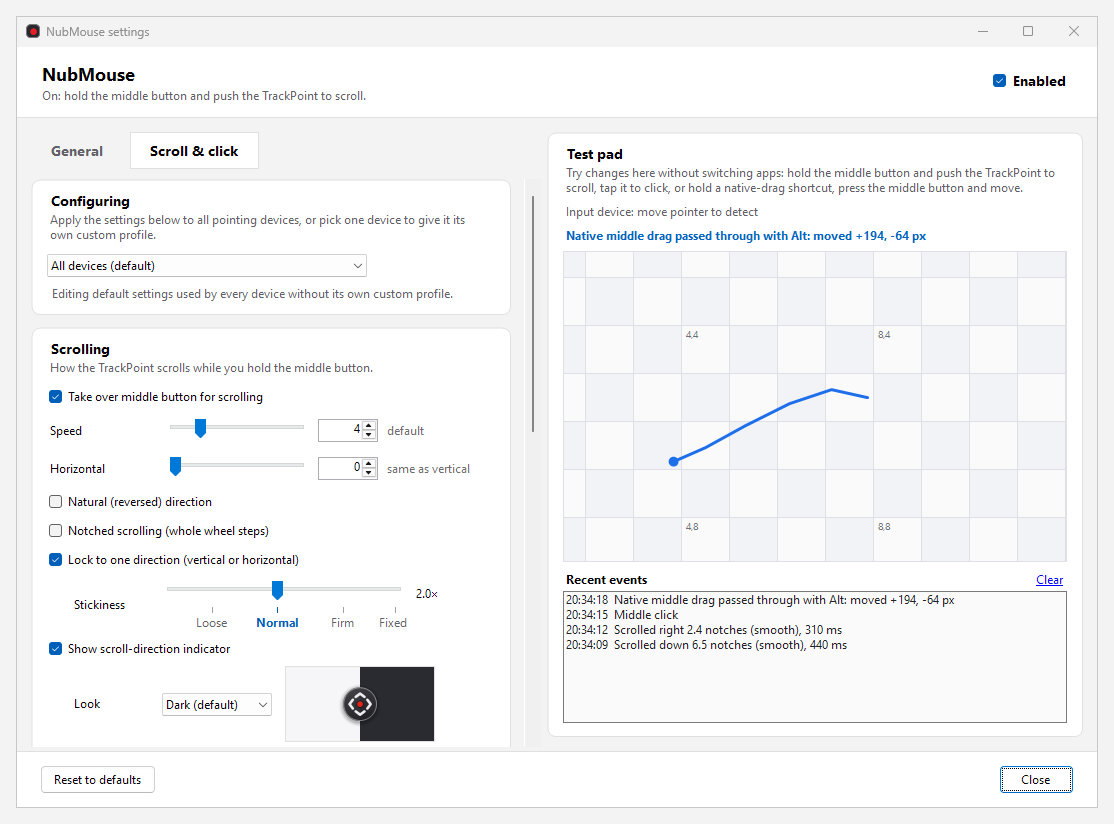 NubMouse settings
NubMouse
On: hold the middle button and push the TrackPoint to scroll.
Enabled
General
Scroll & click
Configuring
Apply the settings below to all pointing devices, or pick one device to give it its
own custom profile.
All devices (default)
Editing default settings used by every device without its own custom profile.
Scrolling
How the TrackPoint scrolls while you hold the middle button.
Take over middle button for scrolling
Speed
4
default
Horizontal
0
same as vertical
Natural (reversed) direction
Notched scrolling (whole wheel steps)
Lock to one direction (vertical or horizontal)
Stickiness
2.0×
Loose
Normal
Firm
Fixed
Show scroll-direction indicator
Look
Dark (default)
Test pad
Try changes here without switching apps: hold the middle button and push the TrackPoint to
scroll, tap it to click, or hold a native-drag shortcut, press the middle button and move.
Input device: move pointer to detect
Native middle drag passed through with Alt: moved +194, -64 px
4,4
8,4
4,8
8,8
Recent events
Clear
20:34:18 Native middle drag passed through with Alt: moved +194, -64 px
20:34:15 Middle click
20:34:12 Scrolled right 2.4 notches (smooth), 310 ms
20:34:09 Scrolled down 6.5 notches (smooth), 440 ms
Reset to defaults
Close